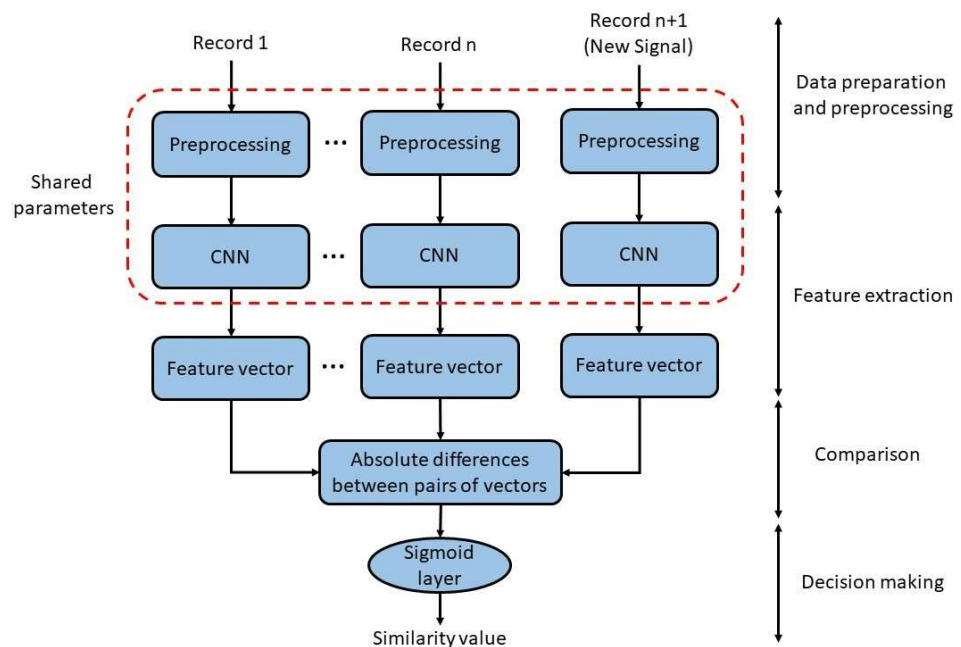 Record 1
Record n
Record n+1
(New Signal)
Data preparation
and preprocessing
Preprocessing
...
Preprocessing
Preprocessing
Shared
parameters
CNN
...
CNN
CNN
Feature extraction
Feature vector
...
Feature vector
Feature vector
Absolute differences
between pairs of vectors
Comparison
Sigmoid
layer
Decision making
Similarity value